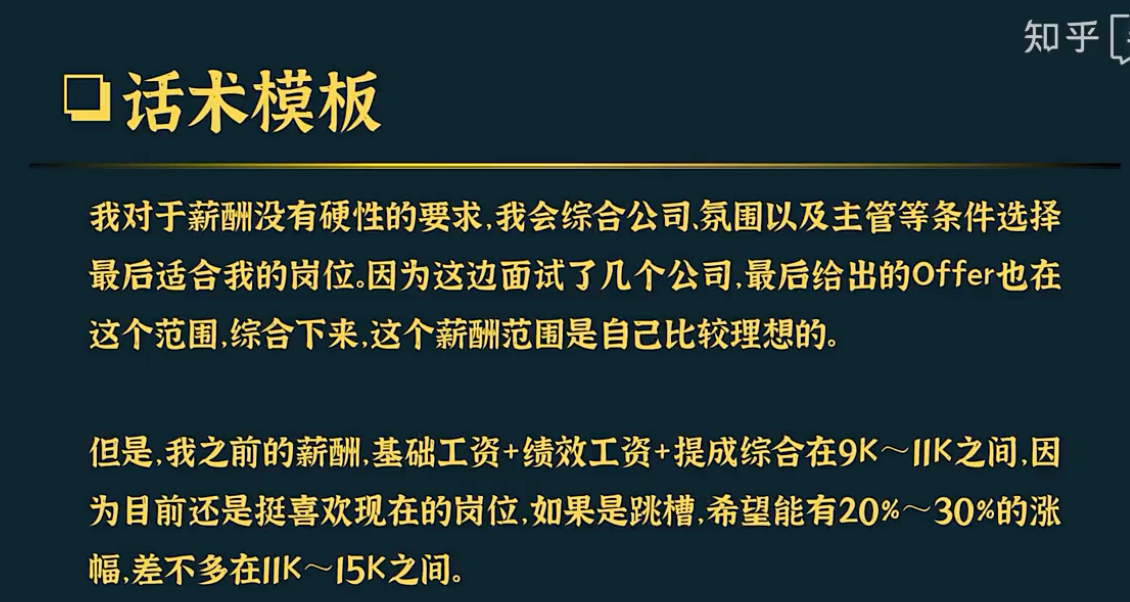 知乎
话术模板
我对于薪酬没有硬性的要求,我会综合公司、氛围以及主管等条件选择
最后适合我的岗位。因为这边面试了几个公司,最后给出的Offer也在
这个范围,综合下来,这个薪酬范围是自己比较理想的。
但是,我之前的薪酬,基础工资+绩效工资+提成综合在9K～11K之间,因
为目前还是挺喜欢现在的岗位,如果是跳槽,希望能有20%～30%的涨
幅,差不多在11K～15K之间。